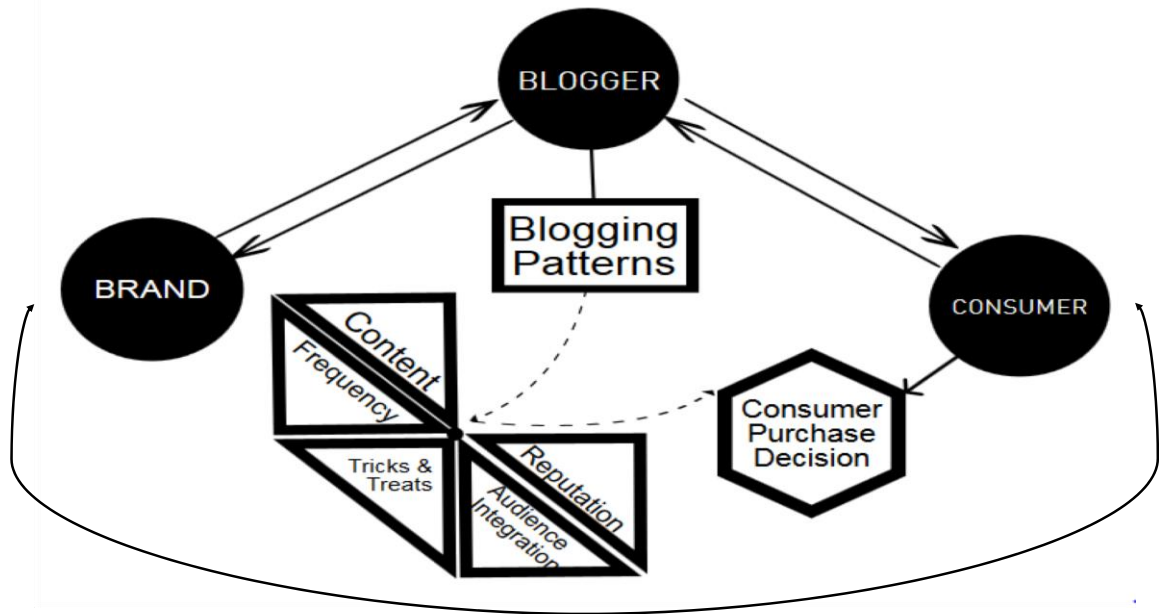 BLOGGER
Blogging
Patterns
BRAND
CONSUMER
Content
Frequency
Tricks &
Treats
Reputation
Audience
Integration
Consumer
Purchase
Decision